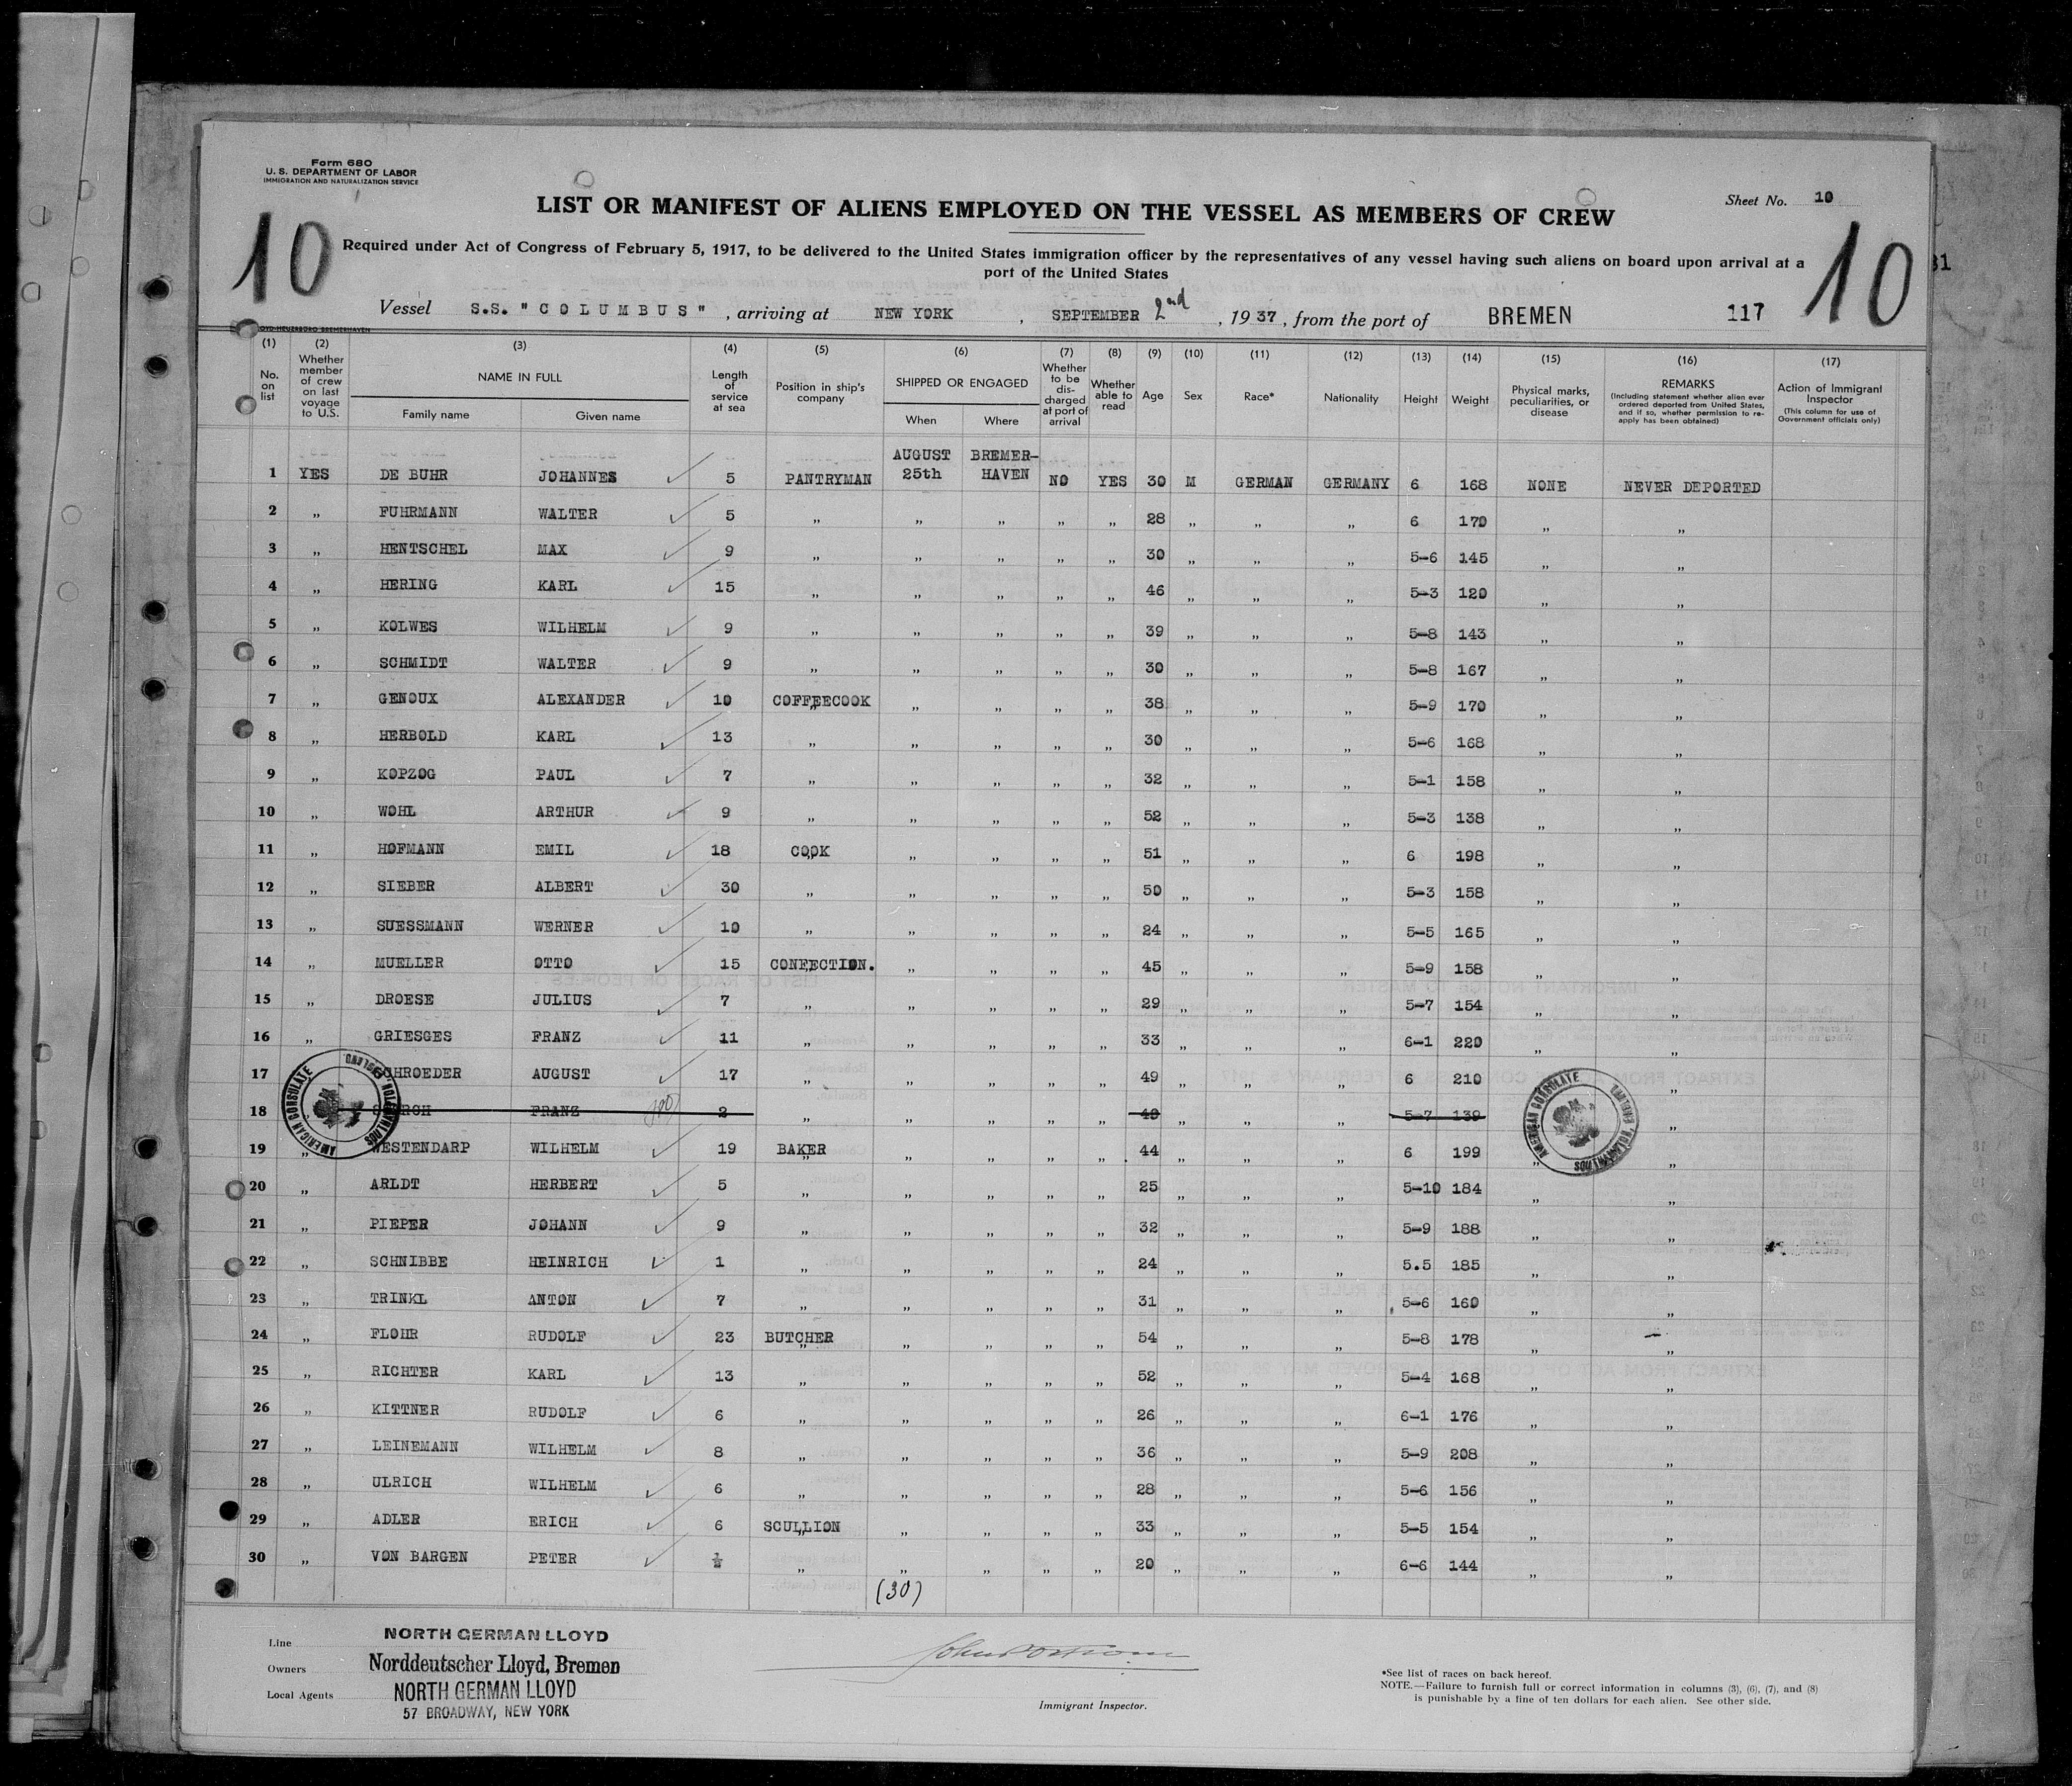 Form 680
U. S. DEPARTMENT OF LABOR
IMMIGRATION AND NATURALIZATION SERVICE
Sheet No. 10
LIST OR MANIFEST OF ALIENS EMPLOYED ON THE VESSEL AS MEMBERS OF CREW
10 10
Required under Act of Congress of February 5, 1917, to be delivered to the United States immigration officer by the representatives of any vessel having such aliens on board upon arrival at a
port of the United States
Vessel S.S. "COLUMBUS", arriving at NEW YORK, SEPTEMBER 2nd, 1937, from the port of BREMEN 117
(1) No. on list
(2) Whether member of crew on last voyage to U.S.
(3) NAME IN FULL Family name Given name
(4) Length of service at sea
(5) Position in ship's company
(6) SHIPPED OR ENGAGED When Where
(7) Whether to be discharged at port of arrival
(8) Whether able to read
(9) Age
(10) Sex
(11) Race*
(12) Nationality
(13) Height
(14) Weight
(15) Physical marks, peculiarities, or disease
(16) REMARKS (Including statement whether alien ever ordered deported from United States, and if so, whether permission to re-apply has been obtained)
(17) Action of Immigrant Inspector (This column for use of Government officials only)
1 YES DE BUHR JOHANNES 5 PANTRYMAN AUGUST 25th BREMER-HAVEN NO YES 30 M GERMAN GERMANY 6 168 NONE NEVER DEPORTED
2 " FUHRMANN WALTER 5 " " " " " 28 " " " 6 170 " "
3 " HENTSCHEL MAX 9 " " " " " 30 " " " 5-6 145 " "
4 " HERING KARL 15 " " " " " 46 " " " 5-3 120 " "
5 " KOLWES WILHELM 9 " " " " " 39 " " " 5-8 143 " "
6 " SCHMIDT WALTER 9 " " " " " 30 " " " 5-8 167 " "
7 " GENOUX ALEXANDER 10 COFFEECOOK " " " " 38 " " " 5-9 170 " "
8 " HERBOLD KARL 13 " " " " " 30 " " " 5-6 168 " "
9 " KOPZOG PAUL 7 " " " " " 32 " " " 5-1 158 " "
10 " WOHL ARTHUR 9 " " " " " 52 " " " 5-3 138 " "
11 " HOFMANN EMIL 18 COOK " " " " 51 " " " 6 198 " "
12 " SIEBER ALBERT 30 " " " " " 50 " " " 5-3 158 " "
13 " SUESSMANN WERNER 10 " " " " " 24 " " " 5-5 165 " "
14 " MUELLER OTTO 15 CONFECTION. " " " " 45 " " " 5-9 158 " "
15 " DROESE JULIUS 7 " " " " " 29 " " " 5-7 154 " "
16 " GRIESGES FRANZ 11 " " " " " 33 " " " 6-1 220 " "
17 SCHROEDER AUGUST 17 " " " " " 49 " " " 6 210 "
18 FRANZ 2 " " " " " " " " 5-7 139 "
19 " WESTENDARP WILHELM 19 BAKER " " " " 44 " " " 6 199 " "
20 " ARLDT HERBERT 5 " " " " " 25 " " " 5-10 184 " "
21 " PIEPER JOHANN 9 " " " " " 32 " " " 5-9 188 " "
22 " SCHNIBBE HEINRICH 1 " " " " " 24 " " " 5.5 185 " "
23 " TRINKL ANTON 7 " " " " " 31 " " " 5-6 160 " "
24 " FLOHR RUDOLF 23 BUTCHER " " " " 54 " " " 5-8 178 " "
25 " RICHTER KARL 13 " " " " " 52 " " " 5-4 168 " "
26 " KITTNER RUDOLF 6 " " " " " 26 " " " 6-1 176 " "
27 " LEINEMANN WILHELM 8 " " " " " 36 " " " 5-9 208 " "
28 " ULRICH WILHELM 6 " " " " " 28 " " " 5-6 156 " "
29 " ADLER ERICH 6 SCULLION " " " " 33 " " " 5-5 154 " "
30 " VON BARGEN PETER ½ " " " " " 20 " " " 6-6 144 " "
(30)
AMERICAN CONSULATE
AMERICAN CONSULATE
Line NORTH GERMAN LLOYD
Owners Norddeutscher Lloyd, Bremen
Local Agents NORTH GERMAN LLOYD
57 BROADWAY, NEW YORK
Immigrant Inspector.
*See list of races on back hereof.
NOTE.—Failure to furnish full or correct information in columns (3), (6), (7), and (8)
is punishable by a fine of ten dollars for each alien. See other side.